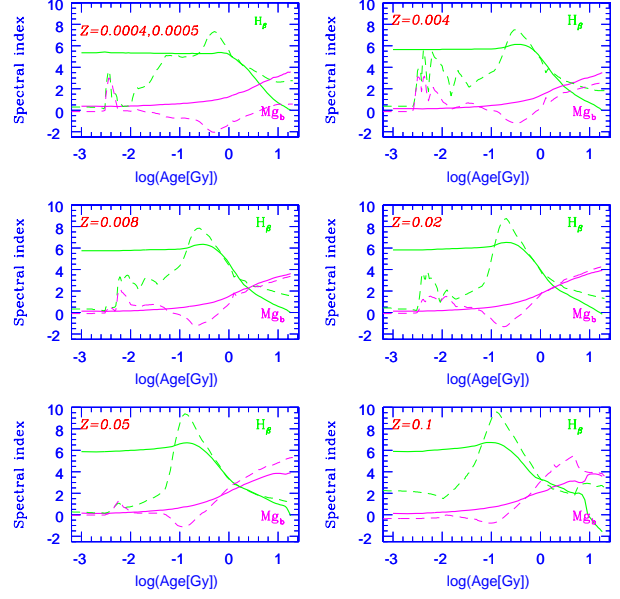 10
8
6
4
2
0
-2
Spectral index
Z=0.0004,0.0005
Hβ
Mgb
-3 -2 -1 0 1
log(Age[Gy])
10
8
6
4
2
0
-2
Spectral index
Z=0.004
Hβ
Mgb
-3 -2 -1 0 1
log(Age[Gy])
10
8
6
4
2
0
-2
Spectral index
Z=0.008
Hβ
Mgb
-3 -2 -1 0 1
log(Age[Gy])
10
8
6
4
2
0
-2
Spectral index
Z=0.02
Hβ
Mgb
-3 -2 -1 0 1
log(Age[Gy])
10
8
6
4
2
0
-2
Spectral index
Z=0.05
Hβ
Mgb
-3 -2 -1 0 1
log(Age[Gy])
10
8
6
4
2
0
-2
Spectral index
Z=0.1
Hβ
Mgb
-3 -2 -1 0 1
log(Age[Gy])